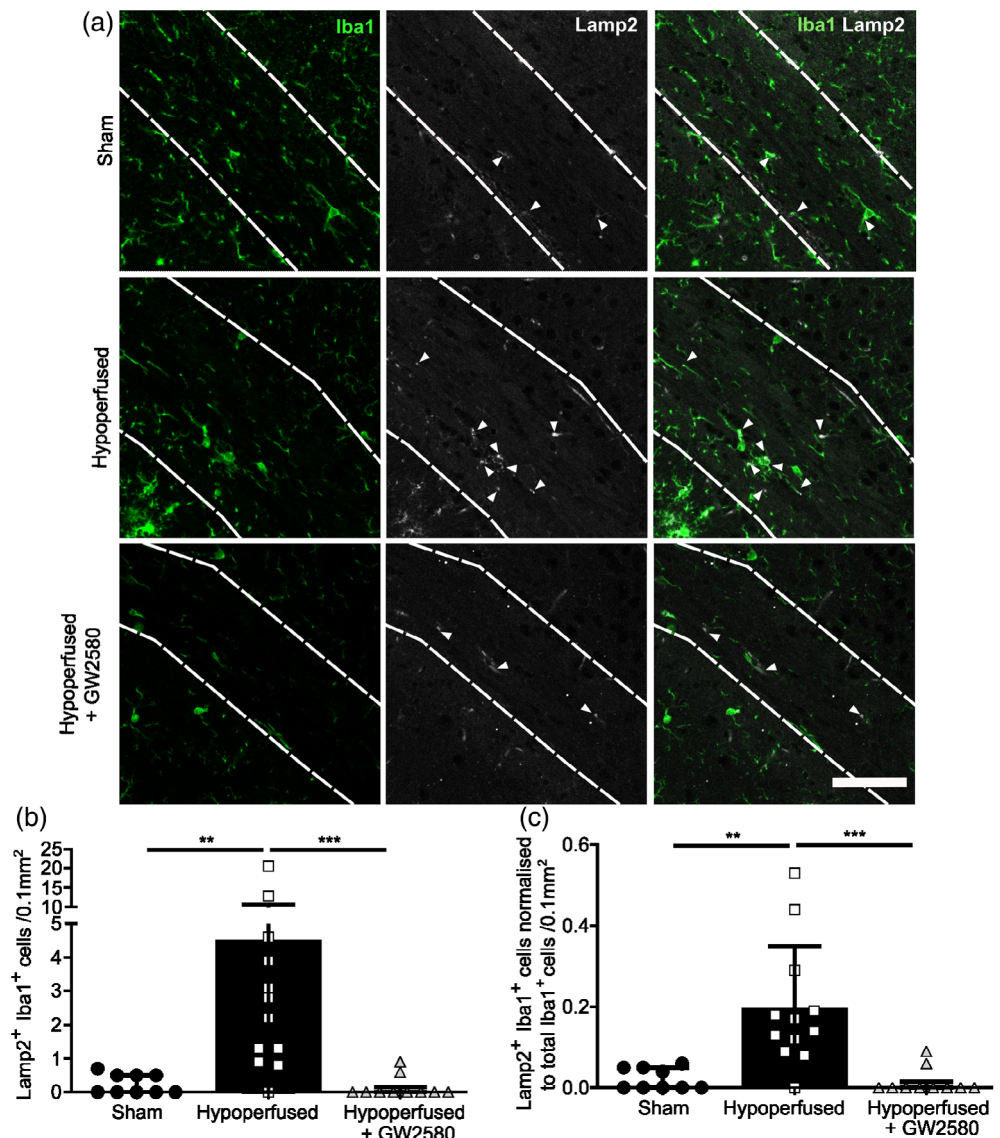 (a)
Iba1
Lamp2
Iba1 Lamp2
Sham
Hypoperfused
Hypoperfused
+ GW2580
(b)
Lamp2+ Iba1+ cells /0.1mm2
25
20
15
10
5
4
3
2
1
0
**
***
Sham
Hypoperfused
Hypoperfused
+ GW2580
(c)
Lamp2+ Iba1+ cells normalised
to total Iba1+ cells /0.1mm2
0.6
0.4
0.2
0.0
**
***
Sham
Hypoperfused
Hypoperfused
+ GW2580